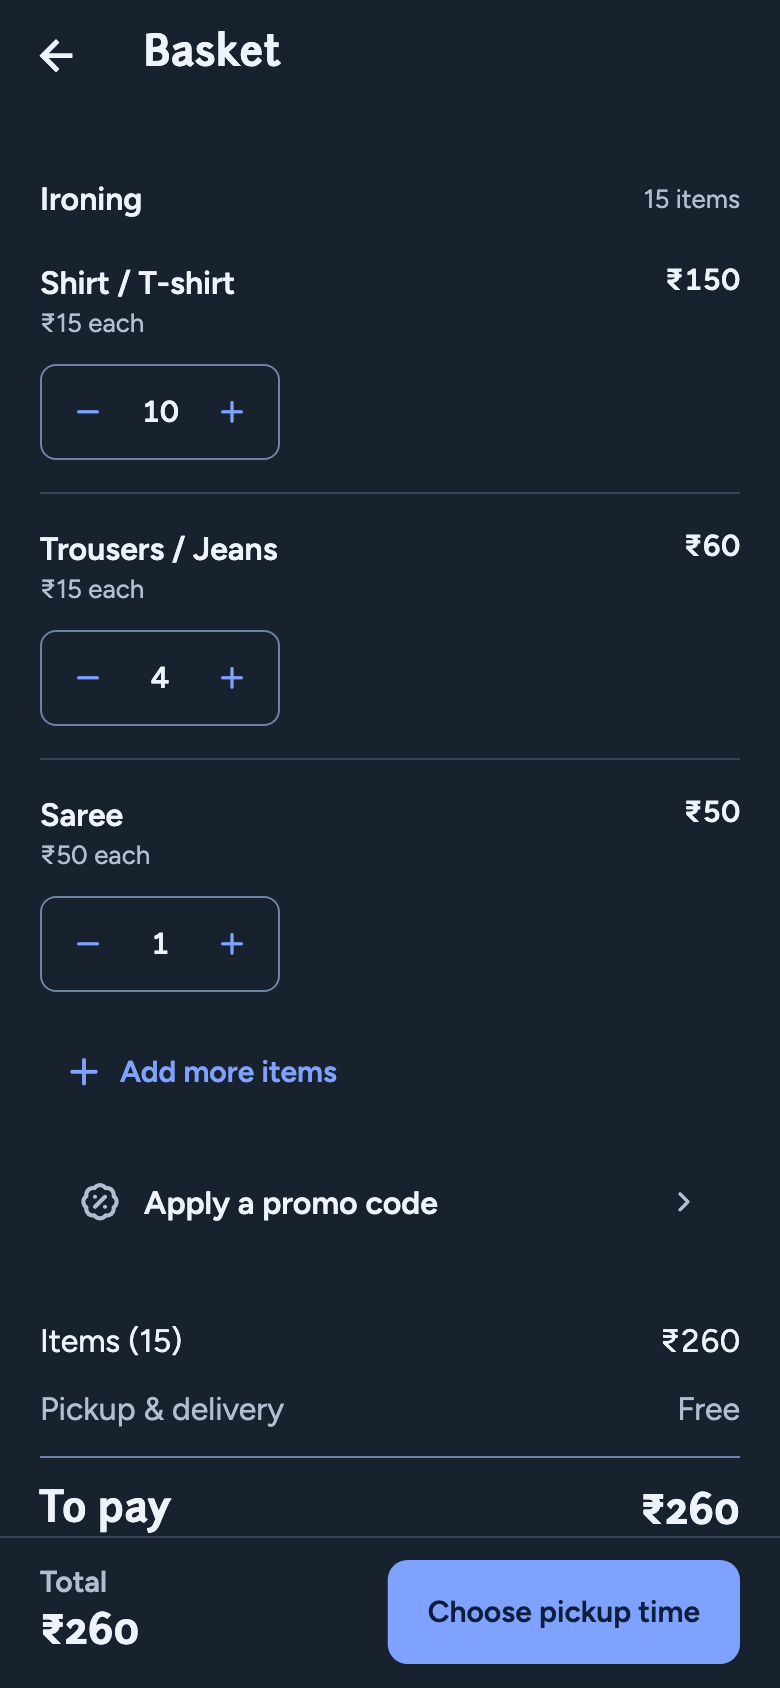 Basket
Ironing
15 items
Shirt / T-shirt
₹150
₹15 each
10
Trousers / Jeans
₹60
₹15 each
4
Saree
₹50
₹50 each
1
Add more items
Apply a promo code
Items (15)
₹260
Pickup & delivery
Free
To pay
₹260
Total
₹260
Choose pickup time